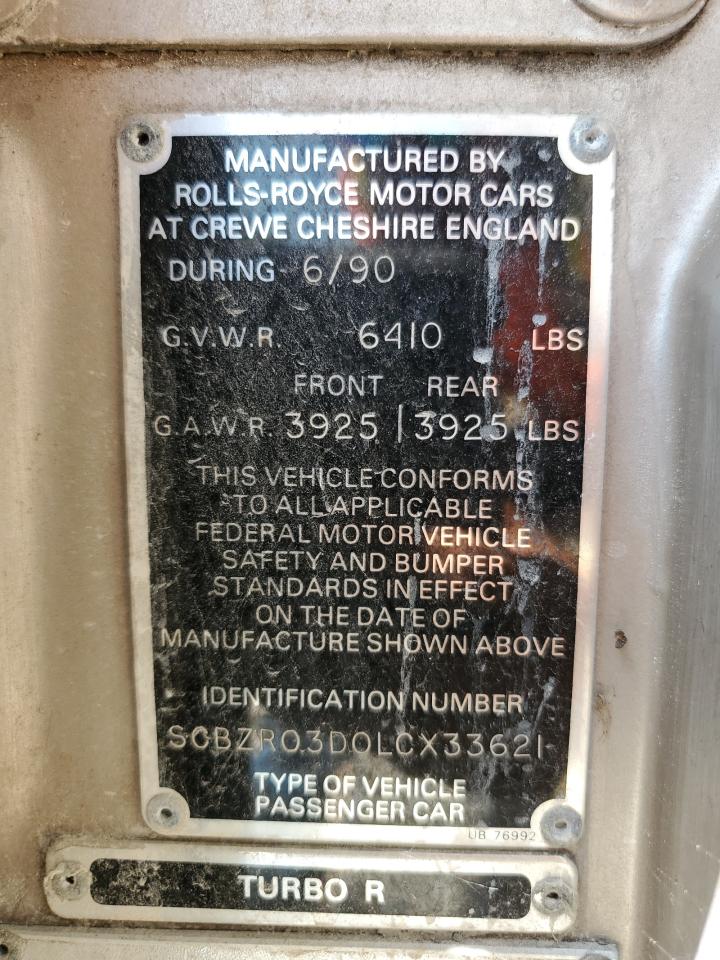 MANUFACTURED BY
ROLLS-ROYCE MOTOR CARS
AT CREWE CHESHIRE ENGLAND
DURING 6/90
G.V.W.R. 6410 LBS
FRONT REAR
G.A.W.R. 3925 | 3925 LBS
THIS VEHICLE CONFORMS
TO ALL APPLICABLE
FEDERAL MOTOR VEHICLE
SAFETY AND BUMPER
STANDARDS IN EFFECT
ON THE DATE OF
MANUFACTURE SHOWN ABOVE
IDENTIFICATION NUMBER
SCBZR03D0LCX33621
TYPE OF VEHICLE
PASSENGER CAR
UB 76992
TURBO R